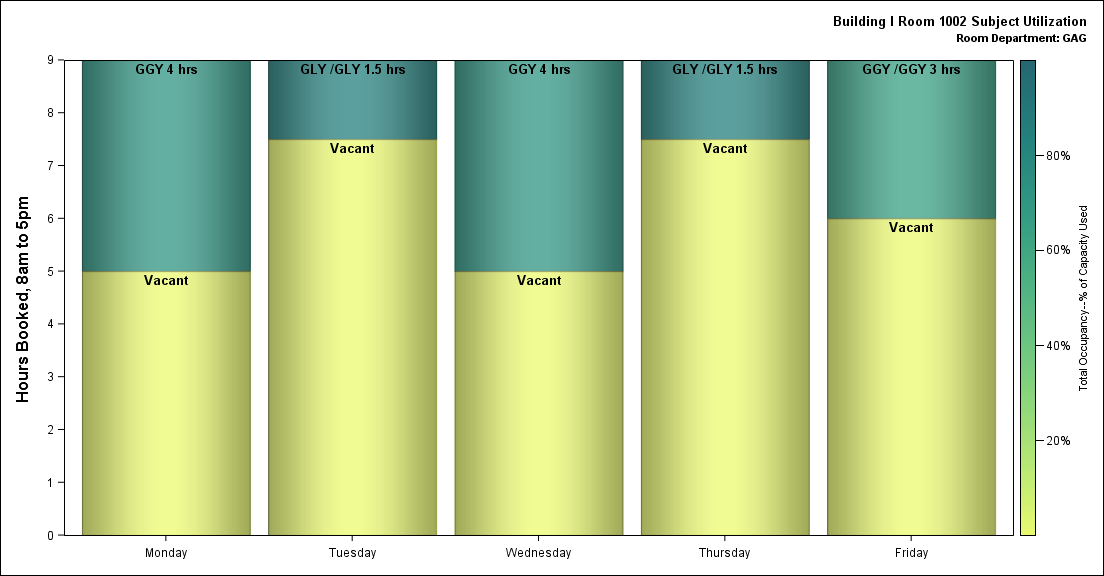 Building I Room 1002 Subject Utilization
Room Department: GAG
Hours Booked, 8am to 5pm
9
8
7
6
5
4
3
2
1
0
GGY 4 hrs
Vacant
GLY /GLY 1.5 hrs
Vacant
GGY 4 hrs
Vacant
GLY /GLY 1.5 hrs
Vacant
GGY /GGY 3 hrs
Vacant
Monday
Tuesday
Wednesday
Thursday
Friday
80%
60%
40%
20%
Total Occupancy--% of Capacity Used